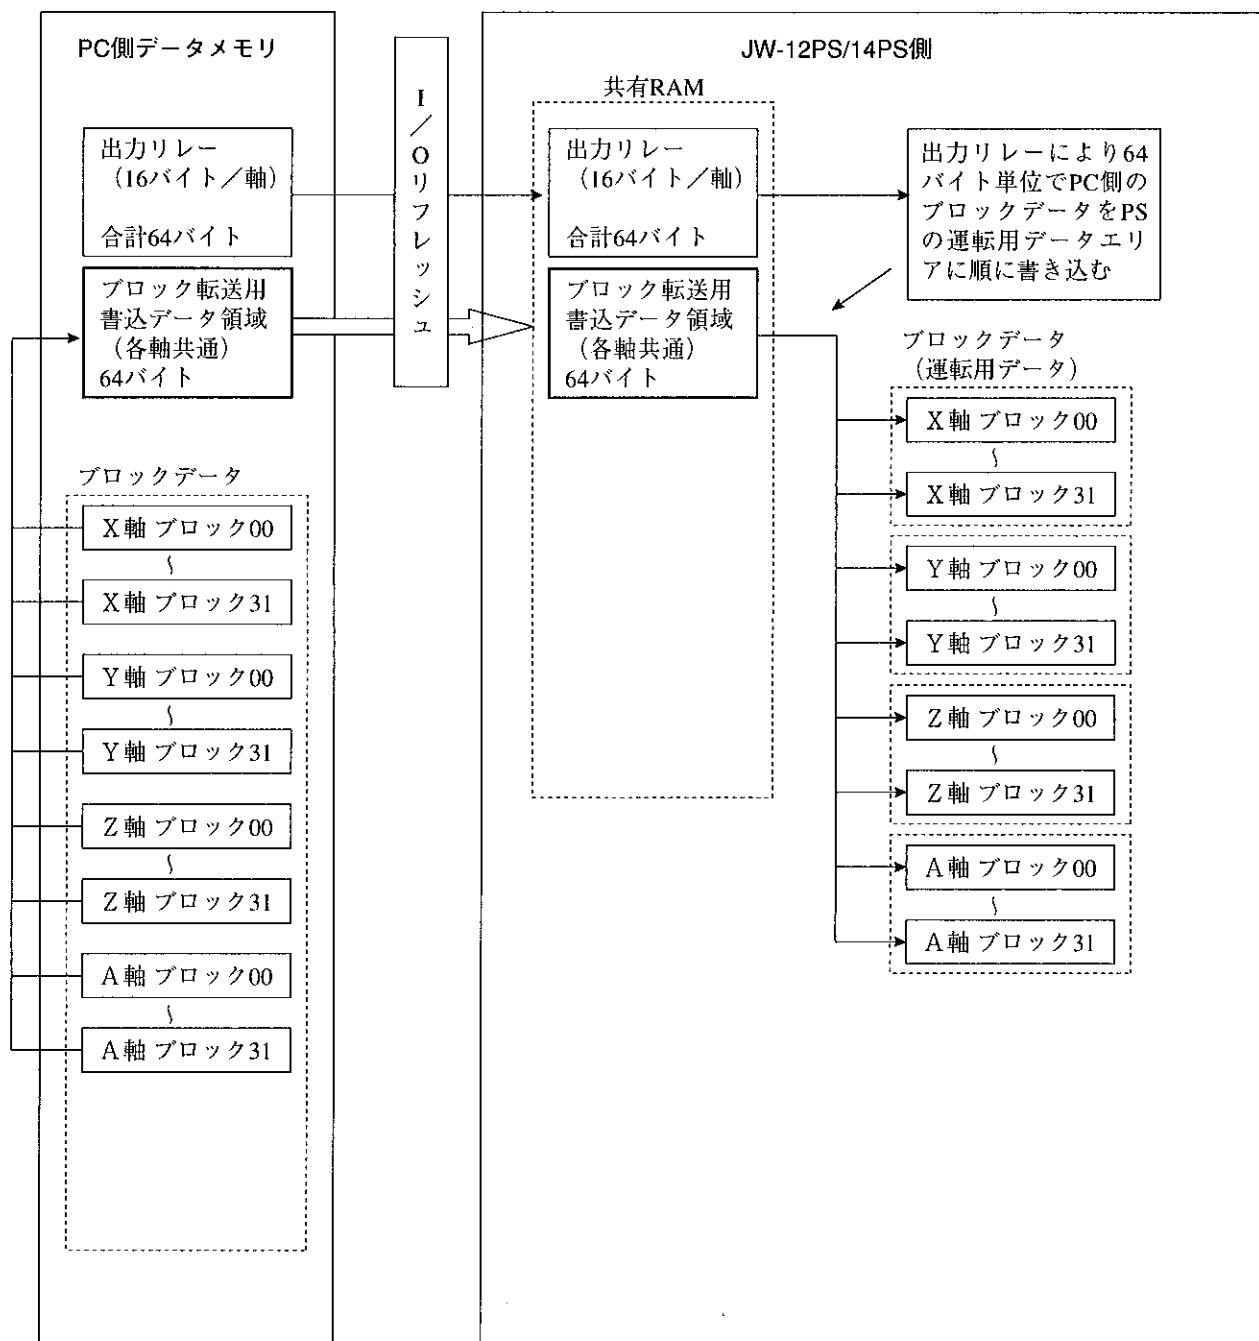 PC側データメモリ
出力リレー
（16バイト／軸）
合計64バイト
ブロック転送用
書込データ領域
（各軸共通）
64バイト
ブロックデータ
X軸 ブロック00
～
X軸 ブロック31
Y軸 ブロック00
～
Y軸 ブロック31
Z軸 ブロック00
～
Z軸 ブロック31
A軸 ブロック00
～
A軸 ブロック31
I／Oリフレッシュ
JW-12PS/14PS側
共有RAM
出力リレー
（16バイト／軸）
合計64バイト
ブロック転送用
書込データ領域
（各軸共通）
64バイト
出力リレーにより64
バイト単位でPC側の
ブロックデータをPS
の運転用データエリ
アに順に書き込む
ブロックデータ
（運転用データ）
X軸 ブロック00
～
X軸 ブロック31
Y軸 ブロック00
～
Y軸 ブロック31
Z軸 ブロック00
～
Z軸 ブロック31
A軸 ブロック00
～
A軸 ブロック31